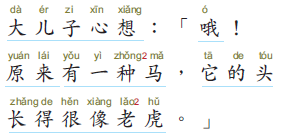 dà ér zi xīn xiǎng ó
大儿子心想：「哦！
yuán lái yǒu yì zhǒng2 mǎ tā de tóu
原来有一种马，它的头
zhǎng de hěn xiàng lǎo2 hǔ
长得很像老虎。」